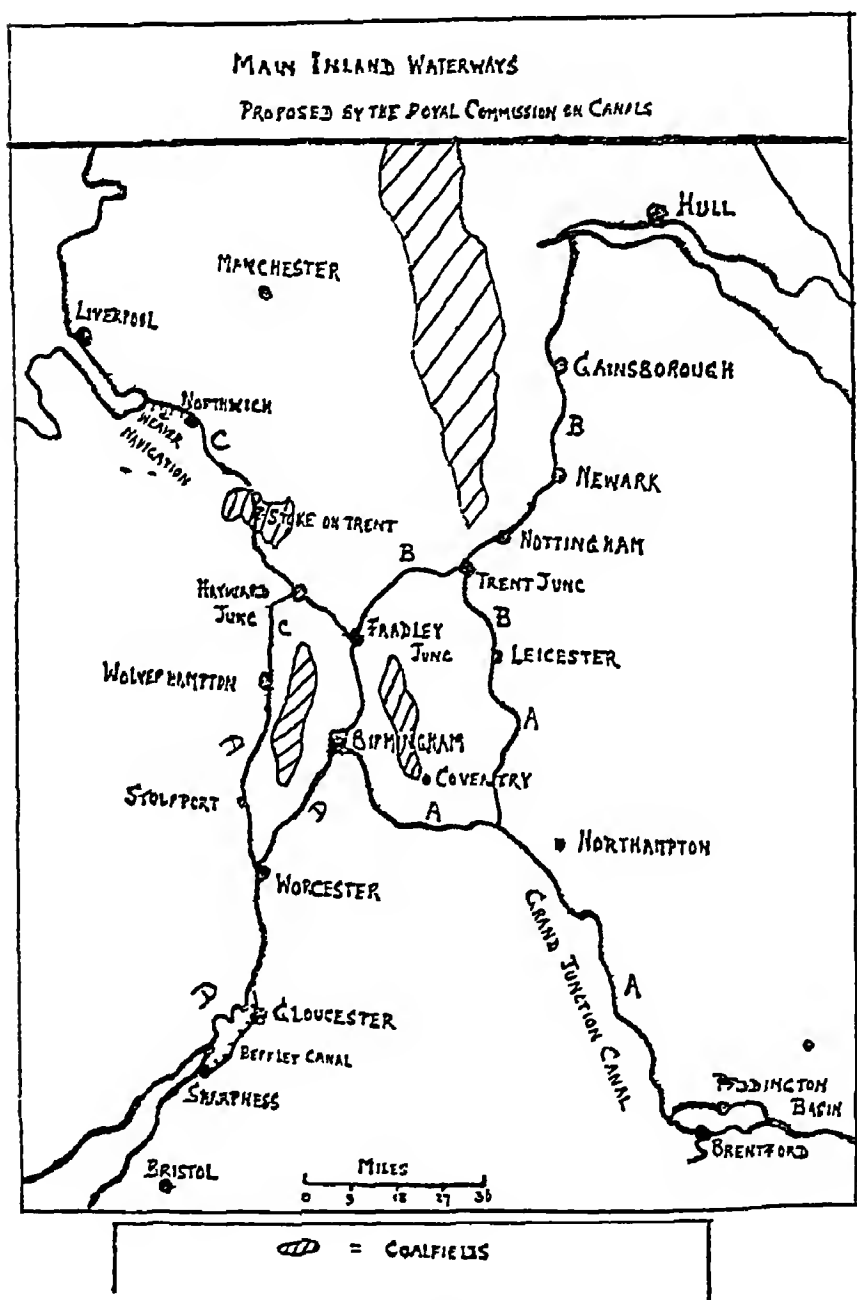 MAIN INLAND WATERWAYS
PROPOSED BY THE ROYAL COMMISSION ON CANALS
HULL
MANCHESTER
LIVERPOOL
GAINSBOROUGH
NORTHWICH
WEAVER
NAVIGATION
C
B
NEWARK
STOKE ON TRENT
NOTTINGHAM
B
TRENT JUNC
HAYWARD
JUNC
C
FRADLEY
JUNC
B
LEICESTER
WOLVERHAMPTON
A
D
BIRMINGHAM
COVENTRY
STOURPORT
D
A
NORTHAMPTON
WORCESTER
GRAND JUNCTION CANAL
A
D
GLOUCESTER
CANAL
SHARPNESS
PADDINGTON
BASIN
BRENTFORD
BRISTOL
MILES
0 9 18 27 36
= COALFIELDS